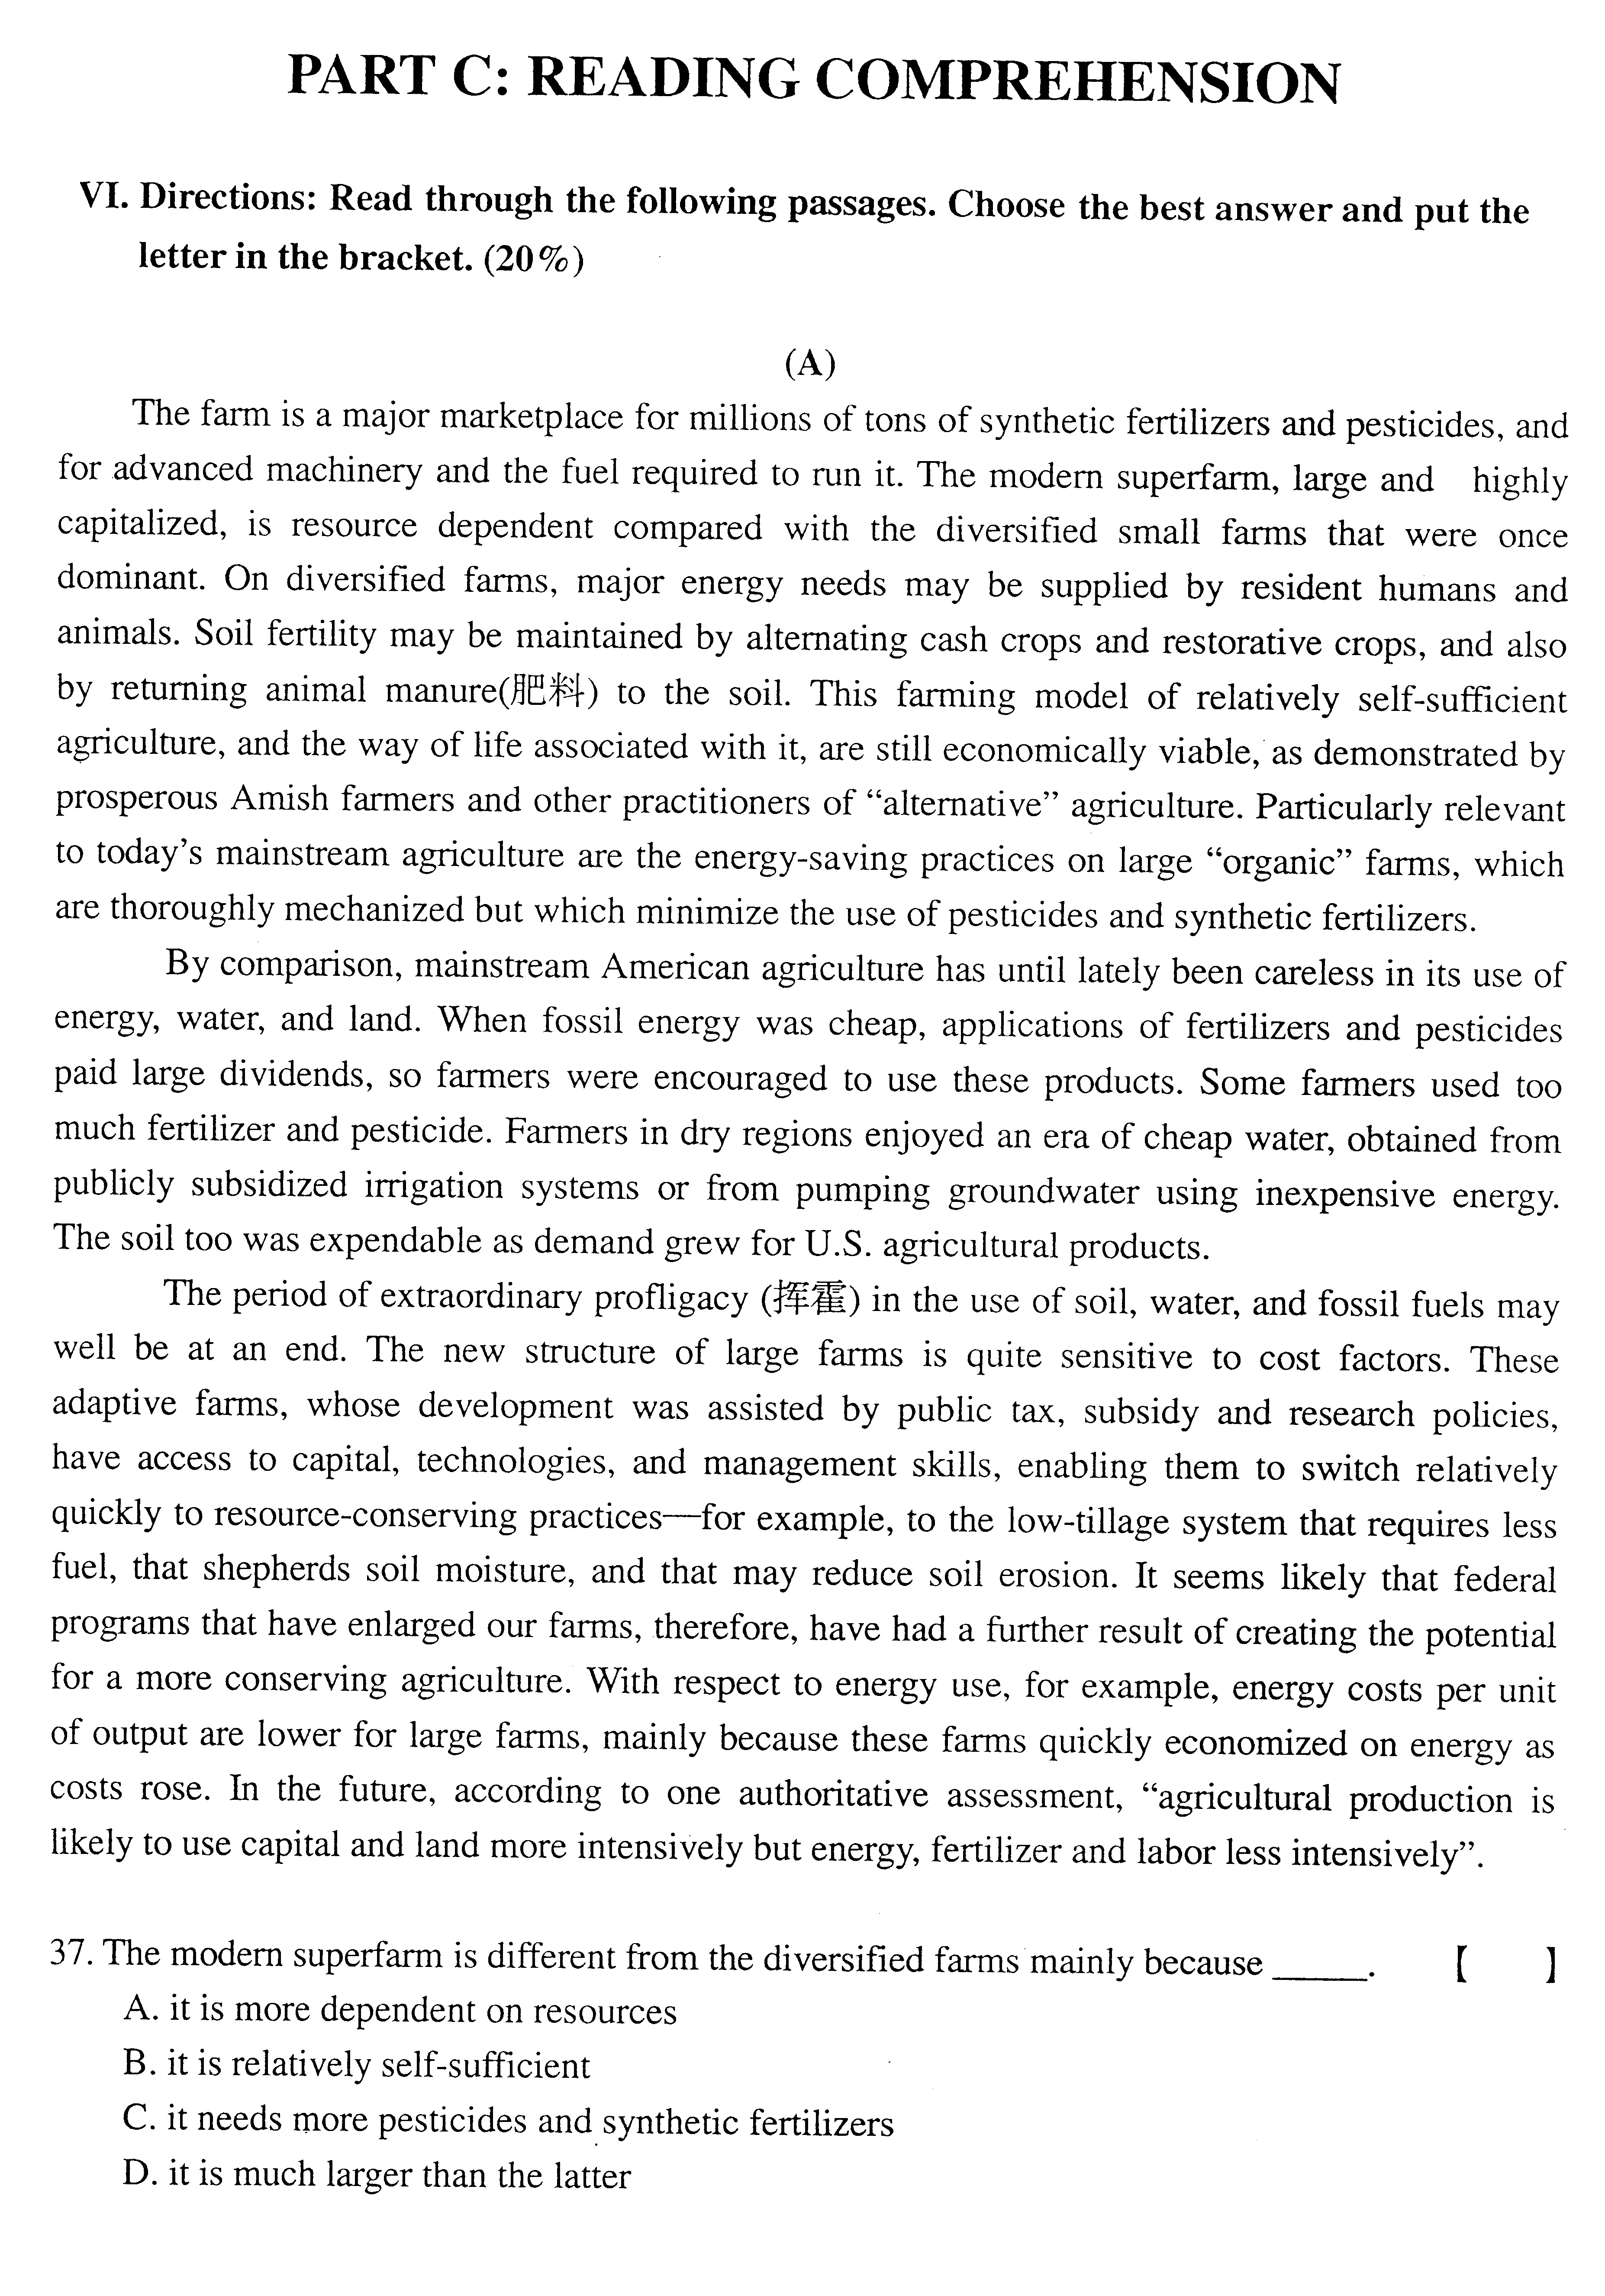 PART C: READING COMPREHENSION
VI. Directions: Read through the following passages. Choose the best answer and put the
letter in the bracket. (20%)
(A)
The farm is a major marketplace for millions of tons of synthetic fertilizers and pesticides, and
for advanced machinery and the fuel required to run it. The modern superfarm, large and highly
capitalized, is resource dependent compared with the diversified small farms that were once
dominant. On diversified farms, major energy needs may be supplied by resident humans and
animals. Soil fertility may be maintained by alternating cash crops and restorative crops, and also
by returning animal manure(肥料) to the soil. This farming model of relatively self-sufficient
agriculture, and the way of life associated with it, are still economically viable, as demonstrated by
prosperous Amish farmers and other practitioners of “alternative” agriculture. Particularly relevant
to today’s mainstream agriculture are the energy-saving practices on large “organic” farms, which
are thoroughly mechanized but which minimize the use of pesticides and synthetic fertilizers.
By comparison, mainstream American agriculture has until lately been careless in its use of
energy, water, and land. When fossil energy was cheap, applications of fertilizers and pesticides
paid large dividends, so farmers were encouraged to use these products. Some farmers used too
much fertilizer and pesticide. Farmers in dry regions enjoyed an era of cheap water, obtained from
publicly subsidized irrigation systems or from pumping groundwater using inexpensive energy.
The soil too was expendable as demand grew for U.S. agricultural products.
The period of extraordinary profligacy (挥霍) in the use of soil, water, and fossil fuels may
well be at an end. The new structure of large farms is quite sensitive to cost factors. These
adaptive farms, whose development was assisted by public tax, subsidy and research policies,
have access to capital, technologies, and management skills, enabling them to switch relatively
quickly to resource-conserving practices—for example, to the low-tillage system that requires less
fuel, that shepherds soil moisture, and that may reduce soil erosion. It seems likely that federal
programs that have enlarged our farms, therefore, have had a further result of creating the potential
for a more conserving agriculture. With respect to energy use, for example, energy costs per unit
of output are lower for large farms, mainly because these farms quickly economized on energy as
costs rose. In the future, according to one authoritative assessment, “agricultural production is
likely to use capital and land more intensively but energy, fertilizer and labor less intensively”.
37. The modern superfarm is different from the diversified farms mainly because _____. 【 】
A. it is more dependent on resources
B. it is relatively self-sufficient
C. it needs more pesticides and synthetic fertilizers
D. it is much larger than the latter